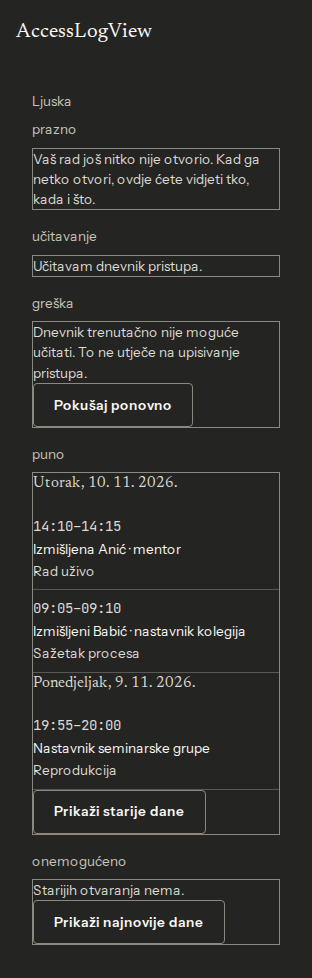 AccessLogView
Ljuska
prazno
Vaš rad još nitko nije otvorio. Kad ga
netko otvori, ovdje ćete vidjeti tko,
kada i što.
učitavanje
Učitavam dnevnik pristupa.
greška
Dnevnik trenutačno nije moguće
učitati. To ne utječe na upisivanje
pristupa.
Pokušaj ponovno
puno
Utorak, 10. 11. 2026.
14:10–14:15
Izmišljena Anić · mentor
Rad uživo
09:05–09:10
Izmišljeni Babić · nastavnik kolegija
Sažetak procesa
Ponedjeljak, 9. 11. 2026.
19:55–20:00
Nastavnik seminarske grupe
Reprodukcija
Prikaži starije dane
onemogućeno
Starijih otvaranja nema.
Prikaži najnovije dane